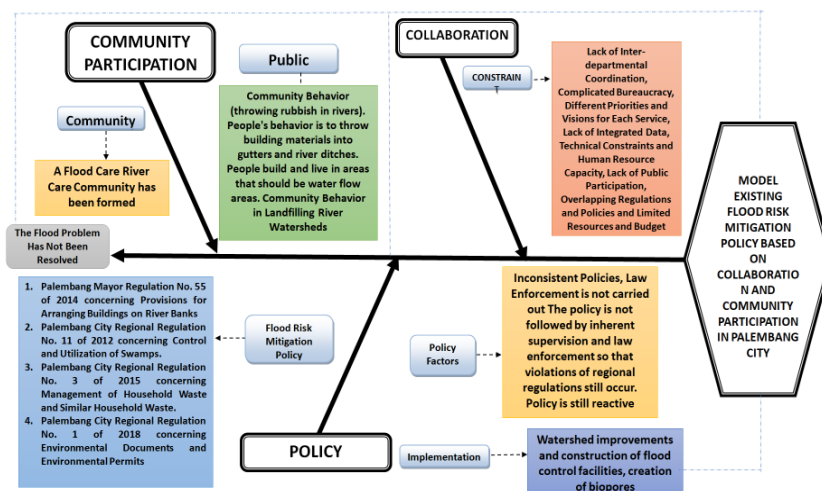 COMMUNITY
PARTICIPATION
Public
Community Behavior
(throwing rubbish in rivers).
People's behavior is to throw
building materials into
gutters and river ditches.
People build and live in areas
that should be water flow
areas. Community Behavior
in Landfilling River
Watersheds
Community
A Flood Care River
Care Community has
been formed
COLLABORATION
CONSTRAIN
T
Lack of Inter-
departmental
Coordination,
Complicated Bureaucracy,
Different Priorities and
Visions for Each Service,
Lack of Integrated Data,
Technical Constraints and
Human Resource
Capacity, Lack of Public
Participation,
Overlapping Regulations
and Policies and Limited
Resources and Budget
MODEL
EXISTING
FLOOD RISK
MITIGATION
POLICY BASED
ON
COLLABORATIO
N AND
COMMUNITY
PARTICIPATION
IN PALEMBANG
CITY
The Flood Problem
Has Not Been
Resolved
1. Palembang Mayor Regulation No. 55
of 2014 concerning Provisions for
Arranging Buildings on River Banks
2. Palembang City Regional Regulation
No. 11 of 2012 concerning Control
and Utilization of Swamps.
3. Palembang City Regional Regulation
No. 3 of 2015 concerning
Management of Household Waste
and Similar Household Waste.
4. Palembang City Regional Regulation
No. 1 of 2018 concerning
Environmental Documents and
Environmental Permits
Flood Risk
Mitigation
Policy
POLICY
Policy
Factors
Inconsistent Policies, Law
Enforcement is not carried
out The policy is not
followed by inherent
supervision and law
enforcement so that
violations of regional
regulations still occur.
Policy is still reactive
Implementation
Watershed improvements
and construction of flood
control facilities, creation
of biopores